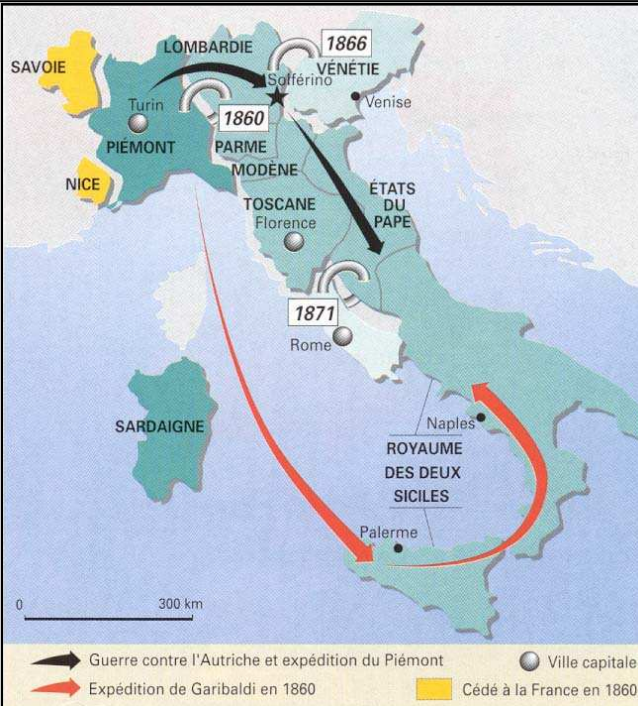 LOMBARDIE
1866
SAVOIE
VÉNÉTIE
Solférino
Turin
Venise
1860
PIÉMONT
PARME
MODÈNE
NICE
ÉTATS
DU
PAPE
TOSCANE
Florence
1871
Rome
SARDAIGNE
Naples
ROYAUME
DES DEUX
SICILES
Palerme
0 300 km
Guerre contre l'Autriche et expédition du Piémont
Ville capitale
Expédition de Garibaldi en 1860
Cédé à la France en 1860